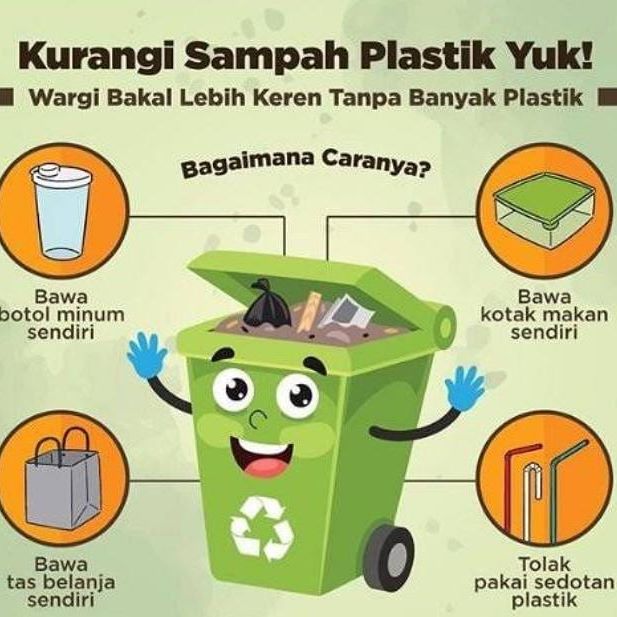 Kurangi Sampah Plastik Yuk!
Wargi Bakal Lebih Keren Tanpa Banyak Plastik
Bagaimana Caranya?
Bawa
botol minum
sendiri
Bawa
kotak makan
sendiri
Bawa
tas belanja
sendiri
Tolak
pakai sedotan
plastik